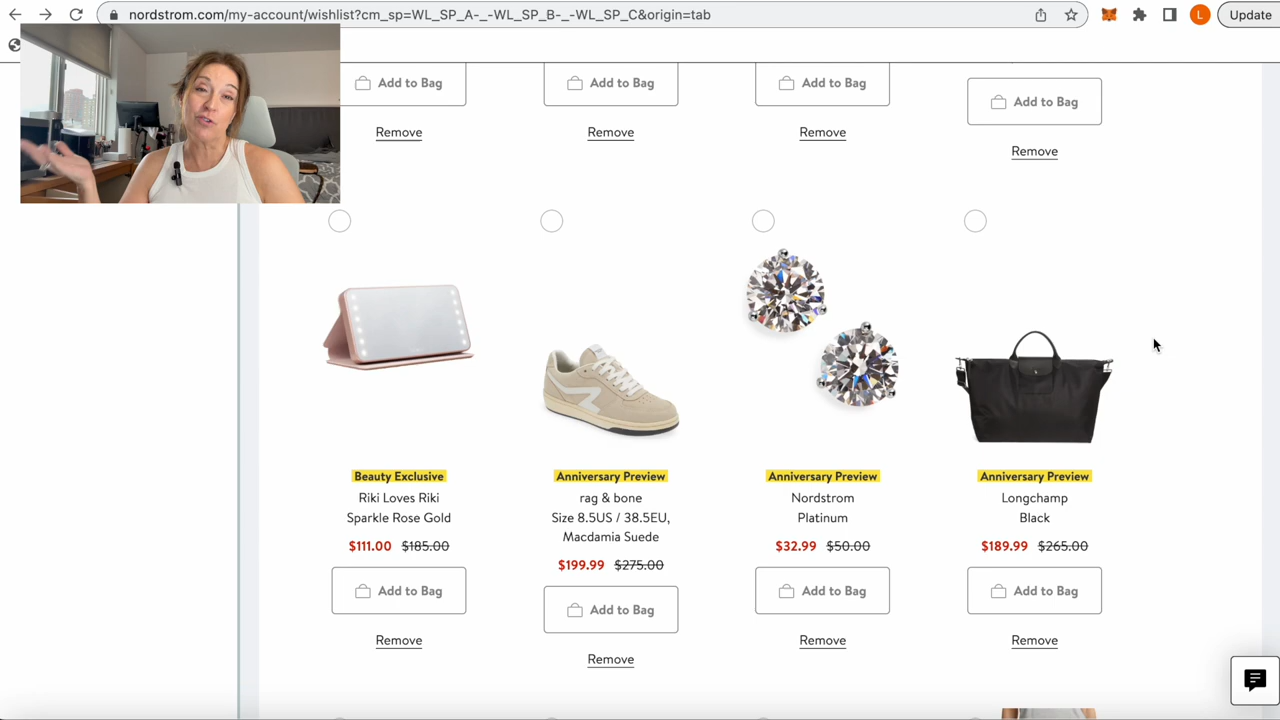 nordstrom.com/my-account/wishlist?cm_sp=WL_SP_A-_-WL_SP_B-_-WL_SP_C&origin=tab
L
Update
Add to Bag
Add to Bag
Add to Bag
Add to Bag
Remove
Remove
Remove
Remove
Beauty Exclusive
Riki Loves Riki
Sparkle Rose Gold
$111.00 $185.00
Add to Bag
Remove
Anniversary Preview
rag & bone
Size 8.5US / 38.5EU,
Macdamia Suede
$199.99 $275.00
Add to Bag
Remove
Anniversary Preview
Nordstrom
Platinum
$32.99 $50.00
Add to Bag
Remove
Anniversary Preview
Longchamp
Black
$189.99 $265.00
Add to Bag
Remove